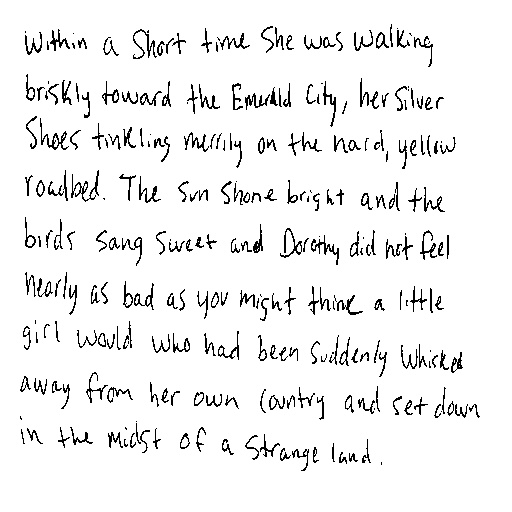 Within a Short time She was walking
briskly toward the Emerald City, her Silver
Shoes tinkling merrily on the hard, yellow
roadbed. The sun shone bright and the
birds sang sweet and Dorothy did not feel
nearly as bad as you might think a little
girl would who had been suddenly whisked
away from her own country and set down
in the midst of a strange land.